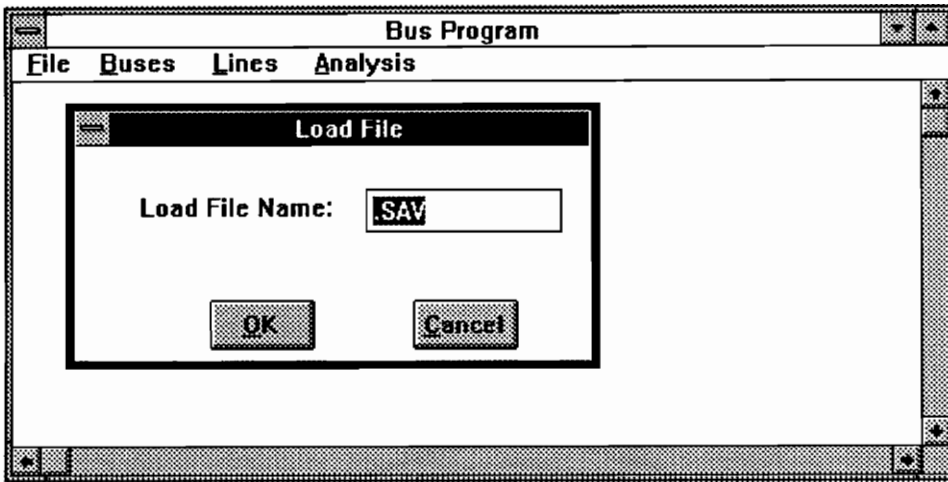 Bus Program
File Buses Lines Analysis
Load File
Load File Name: .SAV
OK Cancel